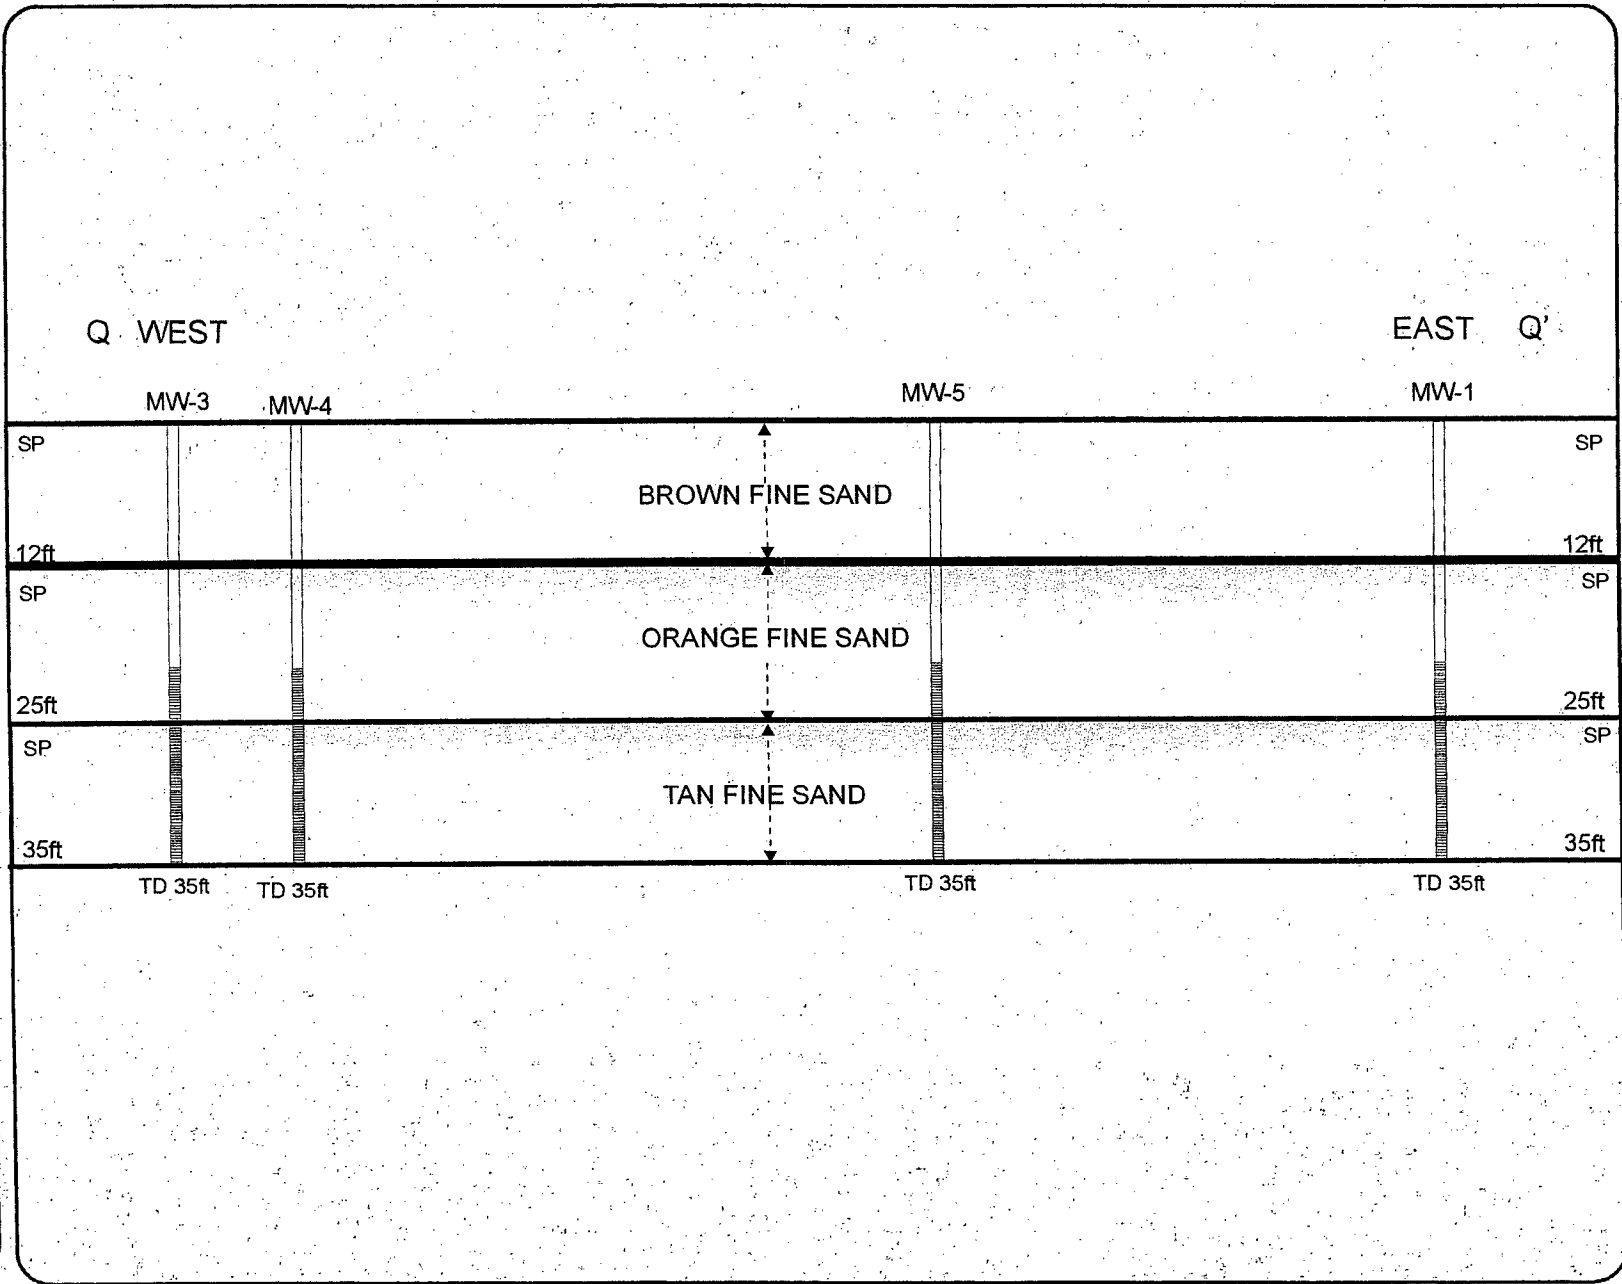 Q WEST EAST Q'
MW-3 MW-4 MW-5 MW-1
SP SP
BROWN FINE SAND
12ft 12ft
SP SP
ORANGE FINE SAND
25ft 25ft
SP SP
TAN FINE SAND
35ft 35ft
TD 35ft TD 35ft TD 35ft TD 35ft